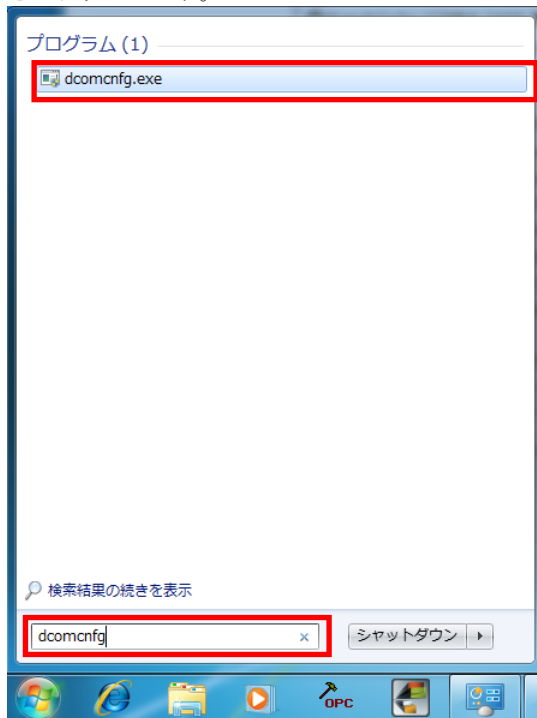 プログラム (1)
dcomcnfg.exe
検索結果の続きを表示
dcomcnfg
シャットダウン
OPC